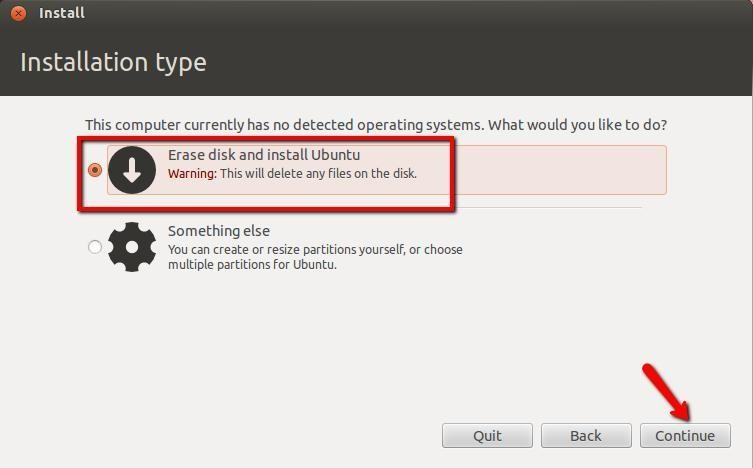 Install
Installation type
This computer currently has no detected operating systems. What would you like to do?
Erase disk and install Ubuntu
Warning: This will delete any files on the disk.
Something else
You can create or resize partitions yourself, or choose
multiple partitions for Ubuntu.
Quit Back Continue